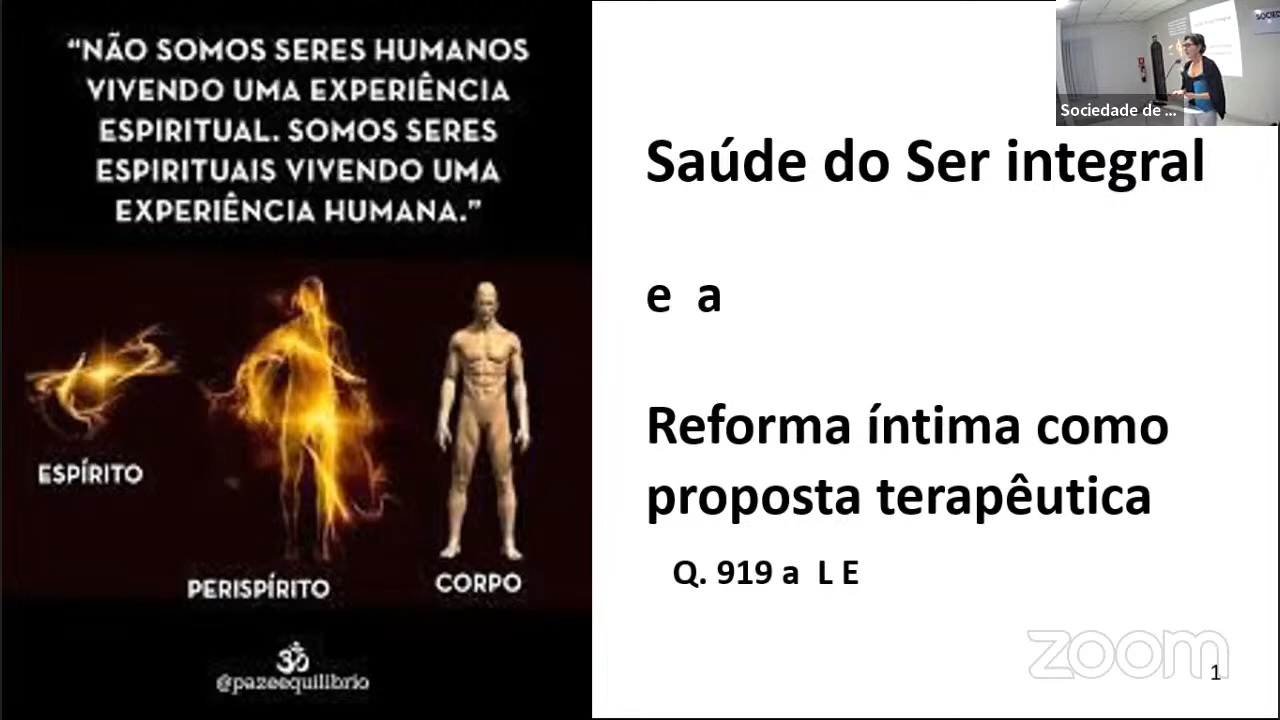 “NÃO SOMOS SERES HUMANOS
VIVENDO UMA EXPERIÊNCIA
ESPIRITUAL. SOMOS SERES
ESPIRITUAIS VIVENDO UMA
EXPERIÊNCIA HUMANA.”
ESPÍRITO
PERISPÍRITO
CORPO
ॐ
@pazeequilibrio
Sociedade de ...
Saúde do Ser integral
e a
Reforma íntima como
proposta terapêutica
Q. 919 a L E
zoom
1